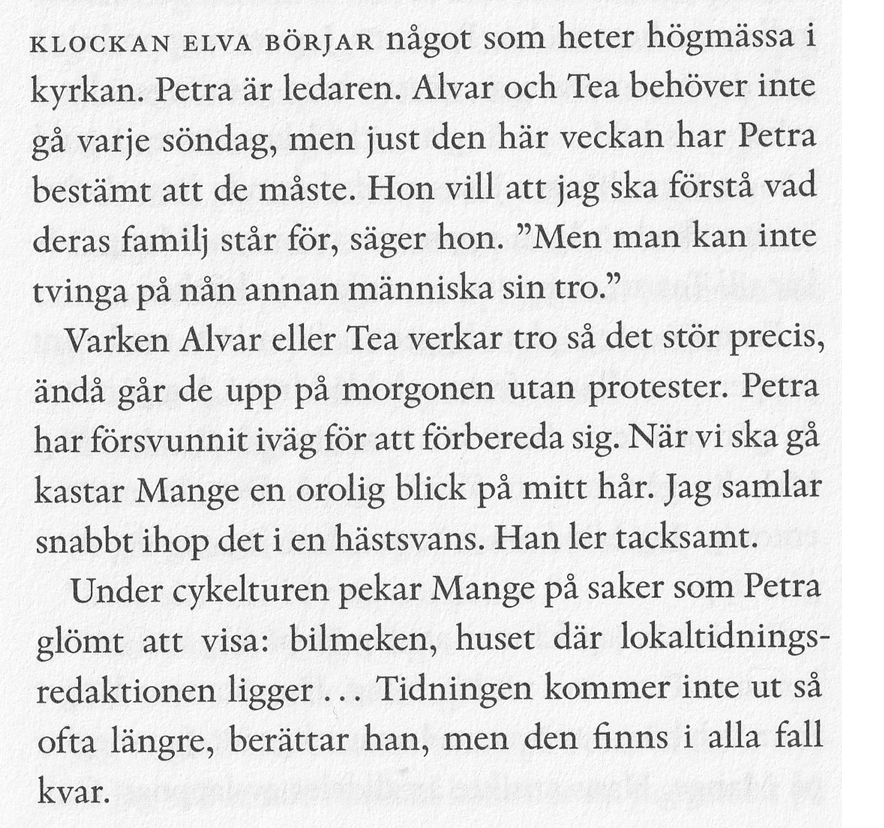 KLOCKAN ELVA BÖRJAR något som heter högmässa i
kyrkan. Petra är ledaren. Alvar och Tea behöver inte
gå varje söndag, men just den här veckan har Petra
bestämt att de måste. Hon vill att jag ska förstå vad
deras familj står för, säger hon. ”Men man kan inte
tvinga på nån annan människa sin tro.”
Varken Alvar eller Tea verkar tro så det stör precis,
ändå går de upp på morgonen utan protester. Petra
har försvunnit iväg för att förbereda sig. När vi ska gå
kastar Mange en orolig blick på mitt hår. Jag samlar
snabbt ihop det i en hästsvans. Han ler tacksamt.
Under cykelturen pekar Mange på saker som Petra
glömt att visa: bilmeken, huset där lokaltidnings-
redaktionen ligger ... Tidningen kommer inte ut så
ofta längre, berättar han, men den finns i alla fall
kvar.